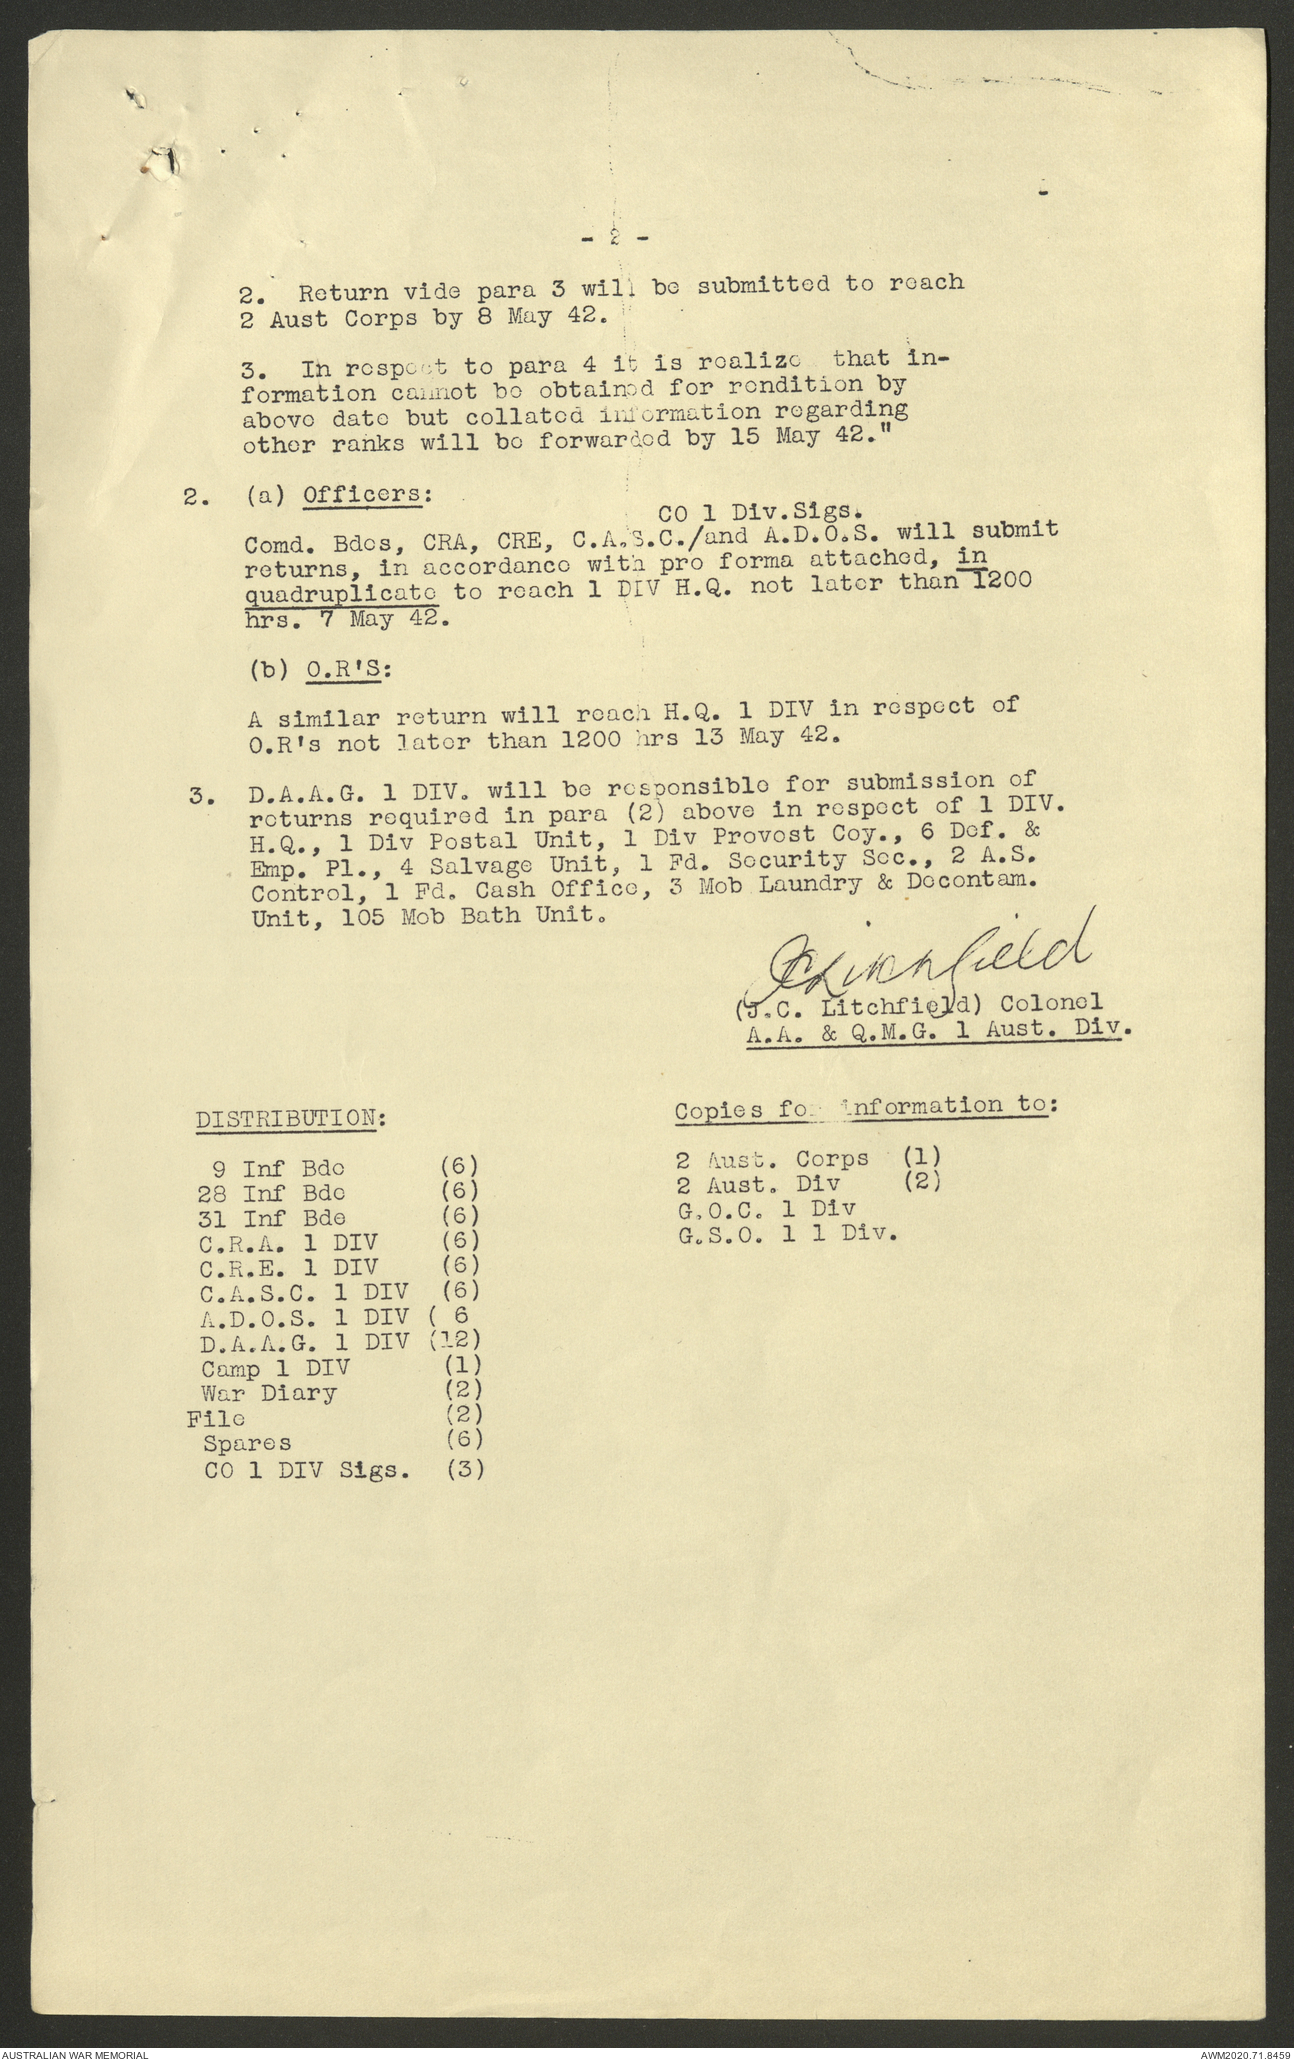 - 2 -
2. Return vide para 3 will be submitted to reach
2 Aust Corps by 8 May 42.
3. In respect to para 4 it is realize that in-
formation cannot be obtained for rendition by
above date but collated information regarding
other ranks will be forwarded by 15 May 42."
2. (a) Officers:
CO 1 Div.Sigs.
Comd. Bdes, CRA, CRE, C.A.S.C./and A.D.O.S. will submit
returns, in accordance with pro forma attached, in
quadruplicate to reach 1 DIV H.Q. not later than 1200
hrs. 7 May 42.
(b) O.R'S:
A similar return will reach H.Q. 1 DIV in respect of
O.R's not later than 1200 hrs 13 May 42.
3. D.A.A.G. 1 DIV. will be responsible for submission of
returns required in para (2) above in respect of 1 DIV.
H.Q., 1 Div Postal Unit, 1 Div Provost Coy., 6 Def. &
Emp. Pl., 4 Salvage Unit, 1 Fd. Security Sec., 2 A.S.
Control, 1 Fd. Cash Office, 3 Mob Laundry & Decontam.
Unit, 105 Mob Bath Unit.
JCLitchfield
(J.C. Litchfield) Colonel
A.A. & Q.M.G. 1 Aust. Div.
DISTRIBUTION:
9 Inf Bde (6)
28 Inf Bde (6)
31 Inf Bde (6)
C.R.A. 1 DIV (6)
C.R.E. 1 DIV (6)
C.A.S.C. 1 DIV (6)
A.D.O.S. 1 DIV ( 6
D.A.A.G. 1 DIV (12)
Camp 1 DIV (1)
War Diary (2)
File (2)
Spares (6)
CO 1 DIV Sigs. (3)
Copies for information to:
2 Aust. Corps (1)
2 Aust. Div (2)
G.O.C. 1 Div
G.S.O. 1 1 Div.
AUSTRALIAN WAR MEMORIAL
AWM2020.71.8459